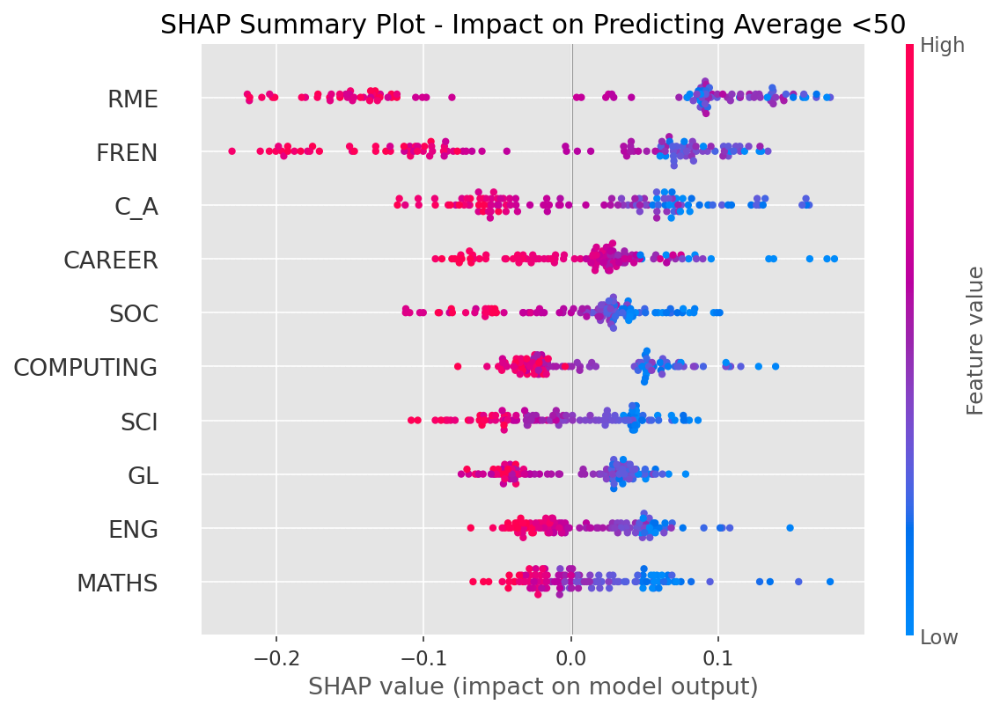 SHAP Summary Plot - Impact on Predicting Average <50
High
RME
FREN
C_A
CAREER
SOC
COMPUTING
SCI
GL
ENG
MATHS
Feature value
Low
−0.2
−0.1
0.0
0.1
SHAP value (impact on model output)